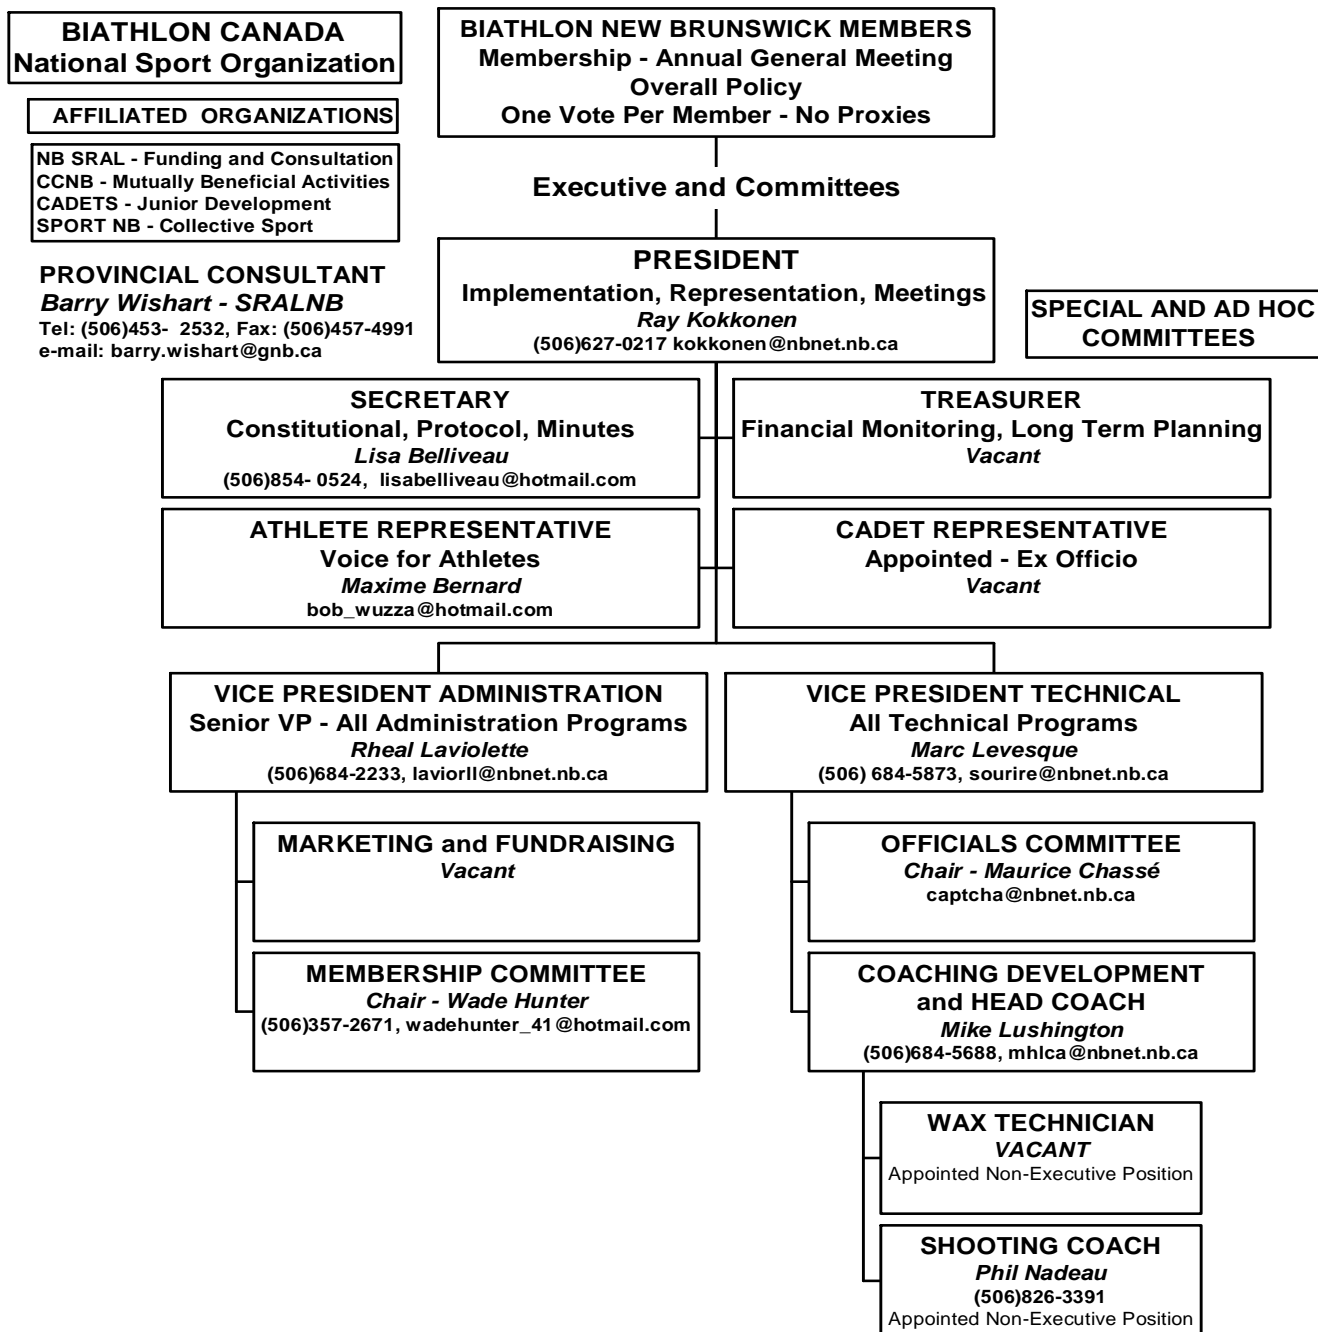 BIATHLON CANADA
National Sport Organization
AFFILIATED ORGANIZATIONS
NB SRAL - Funding and Consultation
CCNB - Mutually Beneficial Activities
CADETS - Junior Development
SPORT NB - Collective Sport
PROVINCIAL CONSULTANT
Barry Wishart - SRALNB
Tel: (506)453- 2532, Fax: (506)457-4991
e-mail: barry.wishart@gnb.ca
BIATHLON NEW BRUNSWICK MEMBERS
Membership - Annual General Meeting
Overall Policy
One Vote Per Member - No Proxies
Executive and Committees
PRESIDENT
Implementation, Representation, Meetings
Ray Kokkonen
(506)627-0217 kokkonen@nbnet.nb.ca
SPECIAL AND AD HOC
COMMITTEES
SECRETARY
Constitutional, Protocol, Minutes
Lisa Belliveau
(506)854- 0524, lisabelliveau@hotmail.com
TREASURER
Financial Monitoring, Long Term Planning
Vacant
ATHLETE REPRESENTATIVE
Voice for Athletes
Maxime Bernard
bob_wuzza@hotmail.com
CADET REPRESENTATIVE
Appointed - Ex Officio
Vacant
VICE PRESIDENT ADMINISTRATION
Senior VP - All Administration Programs
Rheal Laviolette
(506)684-2233, laviorll@nbnet.nb.ca
VICE PRESIDENT TECHNICAL
All Technical Programs
Marc Levesque
(506) 684-5873, sourire@nbnet.nb.ca
MARKETING and FUNDRAISING
Vacant
OFFICIALS COMMITTEE
Chair - Maurice Chassé
captcha@nbnet.nb.ca
MEMBERSHIP COMMITTEE
Chair - Wade Hunter
(506)357-2671, wadehunter_41@hotmail.com
COACHING DEVELOPMENT
and HEAD COACH
Mike Lushington
(506)684-5688, mhlca@nbnet.nb.ca
WAX TECHNICIAN
VACANT
Appointed Non-Executive Position
SHOOTING COACH
Phil Nadeau
(506)826-3391
Appointed Non-Executive Position